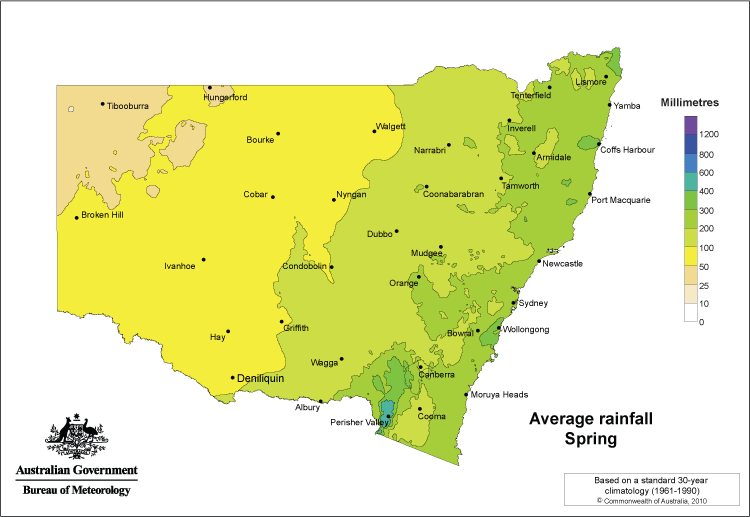 Lismore
Hungerford
Tibooburra
Tenterfield
Millimetres
Yamba
1200
Walgett
Inverell
Bourke
800
Narrabri
Coffs Harbour
600
Armidale
400
Tamworth
Cobar
Nyngan
Coonabarabran
300
Port Macquarie
Broken Hill
200
Dubbo
100
Mudgee
Ivanhoe
Condobolin
Newcastle
50
Orange
25
Sydney
10
Griffith
Bowral
Wollongong
0
Hay
Wagga
Canberra
Deniliquin
Moruya Heads
Albury
Cooma
Perisher Valley
Average rainfall
Spring
Australian Government
Bureau of Meteorology
Based on a standard 30-year
climatology (1961-1990)
© Commonwealth of Australia, 2010